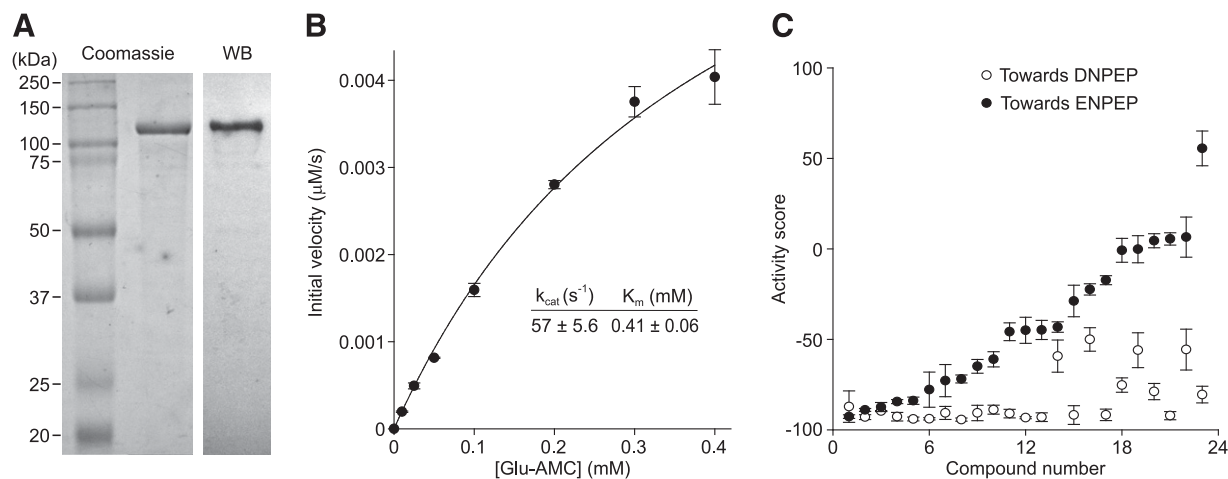 A
(kDa)
Coomassie
WB
250
150
100
75
50
37
25
20
B
Initial velocity (μM/s)
0.004
0.003
0.002
0.001
0
0
0.1
0.2
0.3
0.4
[Glu-AMC] (mM)
kcat (s⁻¹) Km (mM)
57 ± 5.6 0.41 ± 0.06
C
Towards DNPEP
Towards ENPEP
Activity score
100
50
0
-50
-100
0
6
12
18
24
Compound number